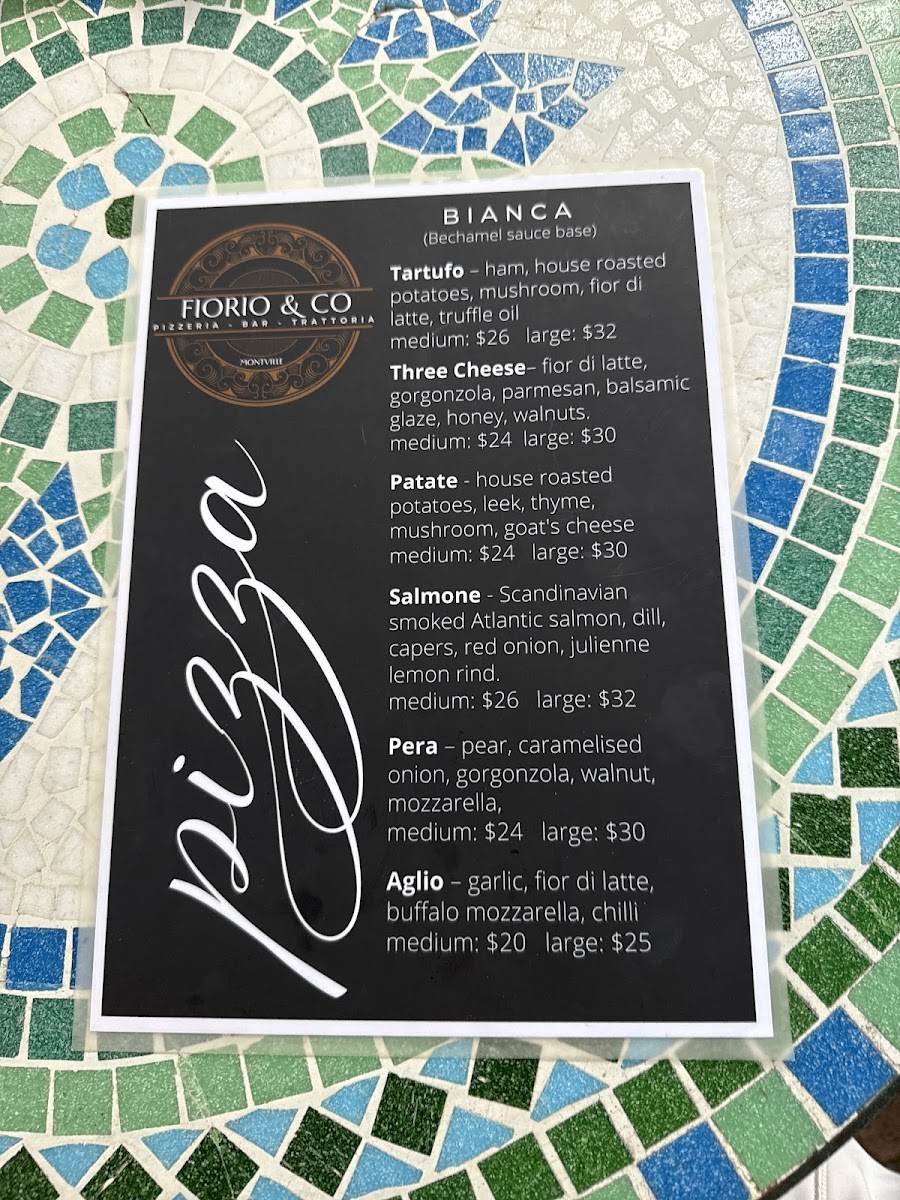 FIORIO & CO
PIZZERIA - BAR - TRATTORIA
MONTVILLE
pizza
BIANCA
(Bechamel sauce base)
Tartufo – ham, house roasted
potatoes, mushroom, fior di
latte, truffle oil
medium: $26 large: $32
Three Cheese– fior di latte,
gorgonzola, parmesan, balsamic
glaze, honey, walnuts.
medium: $24 large: $30
Patate - house roasted
potatoes, leek, thyme,
mushroom, goat's cheese
medium: $24 large: $30
Salmone - Scandinavian
smoked Atlantic salmon, dill,
capers, red onion, julienne
lemon rind.
medium: $26 large: $32
Pera – pear, caramelised
onion, gorgonzola, walnut,
mozzarella,
medium: $24 large: $30
Aglio – garlic, fior di latte,
buffalo mozzarella, chilli
medium: $20 large: $25